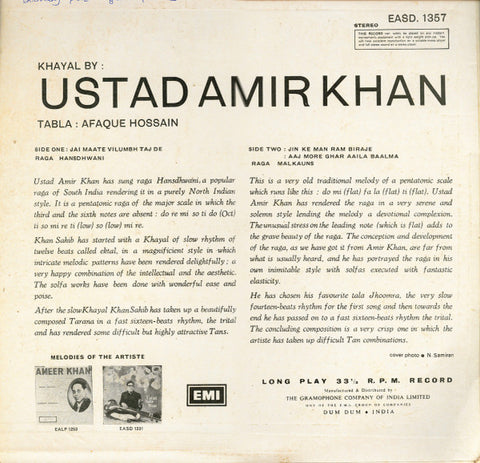 EASD. 1357
STEREO
KHAYAL BY :
USTAD AMIR KHAN
TABLA : AFAQUE HOSSAIN
SIDE ONE : JAI MAATE VILUMBH TAJ DE
RAGA HANSDHWANI
Ustad Amir Khan has sung raga Hansdhwani, a popular
raga of South India rendering it in a purely North Indian
style. It is a pentatonic raga of the major scale in which the
third and the sixth notes are absent : do re mi so ti do (Oct)
ti so mi re ti (low) so (low) mi re.
Khan Sahib has started with a Khayal of slow rhythm of
twelve beats called ektal, in a magnificient style in which
intricate melodic patterns have been rendered delightfully ; a
very happy combination of the intellectual and the aesthetic.
The solfa works have been done with wonderful ease and
poise.
After the slow Khayal Khan Sahib has taken up a beautifully
composed Tarana in a fast sixteen-beats rhythm, the trital
and has rendered some difficult but highly attractive Tans.
SIDE TWO : JIN KE MAN RAM BIRAJE
: AAJ MORE GHAR AAILA BAALMA
RAGA MALKAUNS
This is a very old traditional melody of a pentatonic scale
which runs like this : do mi (flat) fa la (flat) ti (flat). Ustad
Amir Khan has rendered the raga in a very serene and
solemn style lending the melody a devotional complexion.
The unusual stress on the leading note (which is flat) adds to
the grave beauty of the raga. The conception and development
of the raga, as we have got it from Amir Khan, are far from
what is usually heard, and he has portrayed the raga in his
own inimitable style with solfas executed with fantastic
elasticity.
He has chosen his favourite tala Jhoomra, the very slow
fourteen-beats rhythm for the first song and then towards the
end he has passed on to a fast sixteen-beats rhythm the trital.
The concluding composition is a very crisp one in which the
artiste has taken up difficult Tan combinations.
cover photo ● N. Samiran
MELODIES OF THE ARTISTE
AMEER KHAN
EALP 1253
EASD 1331
EMI
LONG PLAY 33⅓ R.P.M. RECORD
Manufactured & Distributed by :
THE GRAMOPHONE COMPANY OF INDIA LIMITED
ONE OF THE E.M.I. GROUP OF COMPANIES
DUM DUM • INDIA